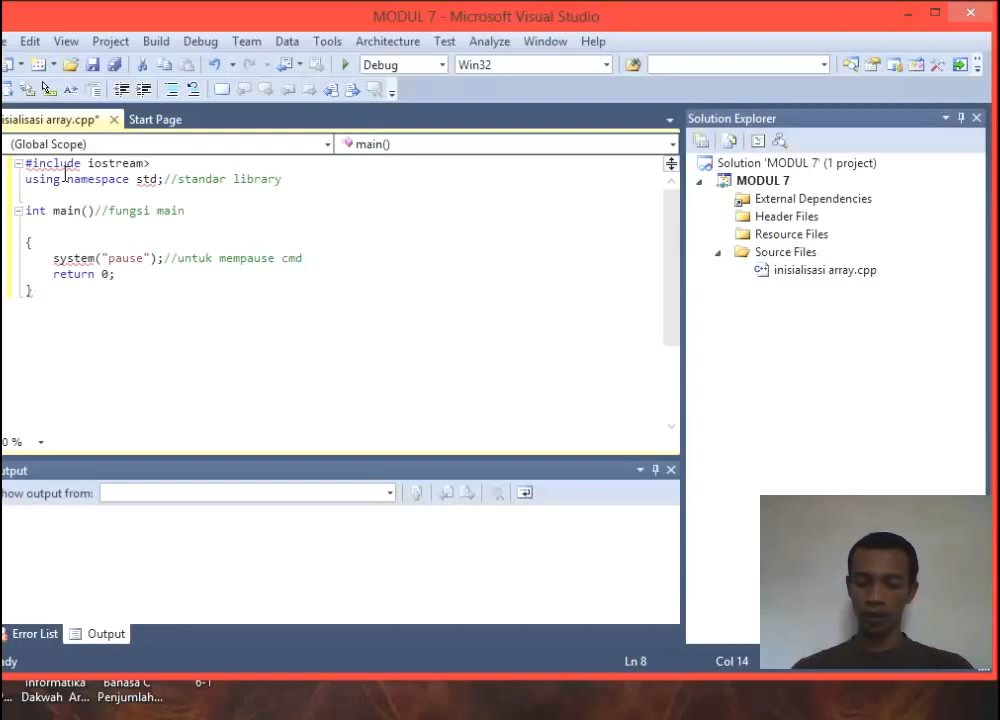 MODUL 7 - Microsoft Visual Studio
Edit View Project Build Debug Team Data Tools Architecture Test Analyze Window Help
Debug Win32
inisialisasi array.cpp* Start Page
(Global Scope) main()
#include iostream>
using namespace std;//standar library
int main()//fungsi main
{
system("pause");//untuk mempause cmd
return 0;
}
0 %
Solution Explorer
Solution 'MODUL 7' (1 project)
MODUL 7
External Dependencies
Header Files
Resource Files
Source Files
inisialisasi array.cpp
utput
how output from:
Error List Output
ady Ln 8 Col 14
Informatika Bahasa C 6-1
Dakwah Ar... Penjumlah...